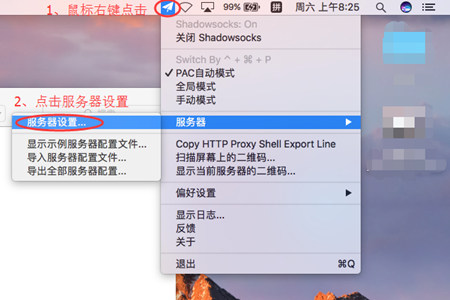 1、鼠标右键点击
99%
拼
周六 上午8:25
Shadowsocks: On
关闭 Shadowsocks
Switch By ^ + ⌘ + P
✓ PAC自动模式
全局模式
手动模式
2、点击服务器设置
服务器设置...
服务器
显示示例服务器配置文件...
导入服务器配置文件...
导出全部服务器配置...
Copy HTTP Proxy Shell Export Line
扫描屏幕上的二维码...
显示当前服务器的二维码...
偏好设置
显示日志...
反馈
关于
退出 ⌘Q